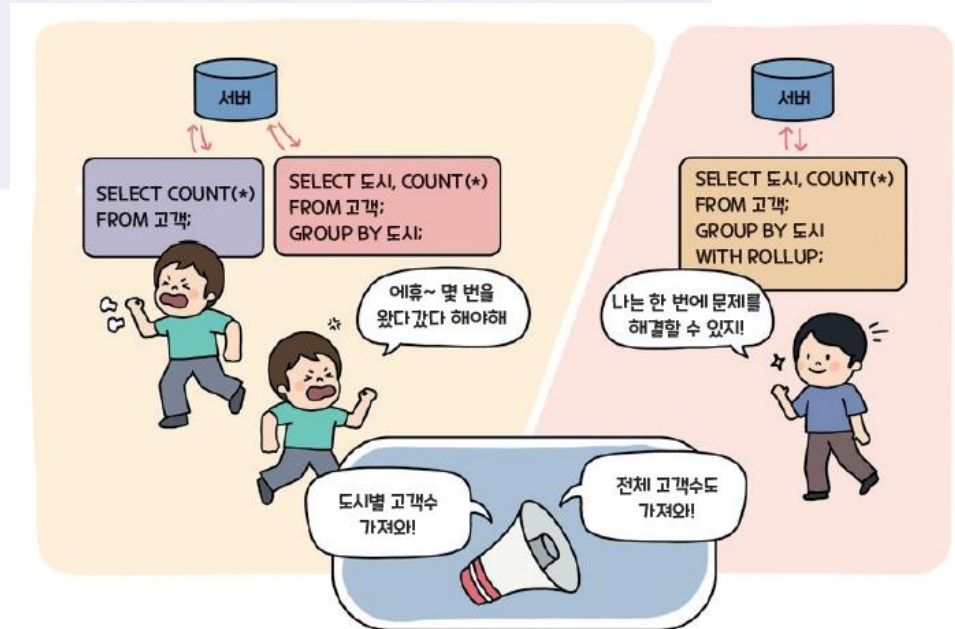 서버
SELECT COUNT(*)
FROM 고객;
SELECT 도시, COUNT(*)
FROM 고객;
GROUP BY 도시;
에휴~ 몇 번을
왔다갔다 해야해
서버
SELECT 도시, COUNT(*)
FROM 고객;
GROUP BY 도시
WITH ROLLUP;
나는 한 번에 문제를
해결할 수 있지!
도시별 고객수
가져와!
전체 고객수도
가져와!